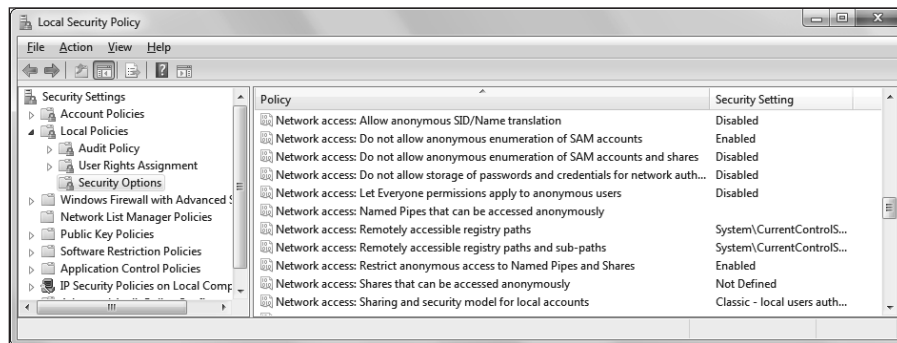 Local Security Policy
File Action View Help
Security Settings
Account Policies
Local Policies
Audit Policy
User Rights Assignment
Security Options
Windows Firewall with Advanced S
Network List Manager Policies
Public Key Policies
Software Restriction Policies
Application Control Policies
IP Security Policies on Local Comp
Policy Security Setting
Network access: Allow anonymous SID/Name translation Disabled
Network access: Do not allow anonymous enumeration of SAM accounts Enabled
Network access: Do not allow anonymous enumeration of SAM accounts and shares Disabled
Network access: Do not allow storage of passwords and credentials for network auth... Disabled
Network access: Let Everyone permissions apply to anonymous users Disabled
Network access: Named Pipes that can be accessed anonymously
Network access: Remotely accessible registry paths System\CurrentControlS...
Network access: Remotely accessible registry paths and sub-paths System\CurrentControlS...
Network access: Restrict anonymous access to Named Pipes and Shares Enabled
Network access: Shares that can be accessed anonymously Not Defined
Network access: Sharing and security model for local accounts Classic - local users auth...